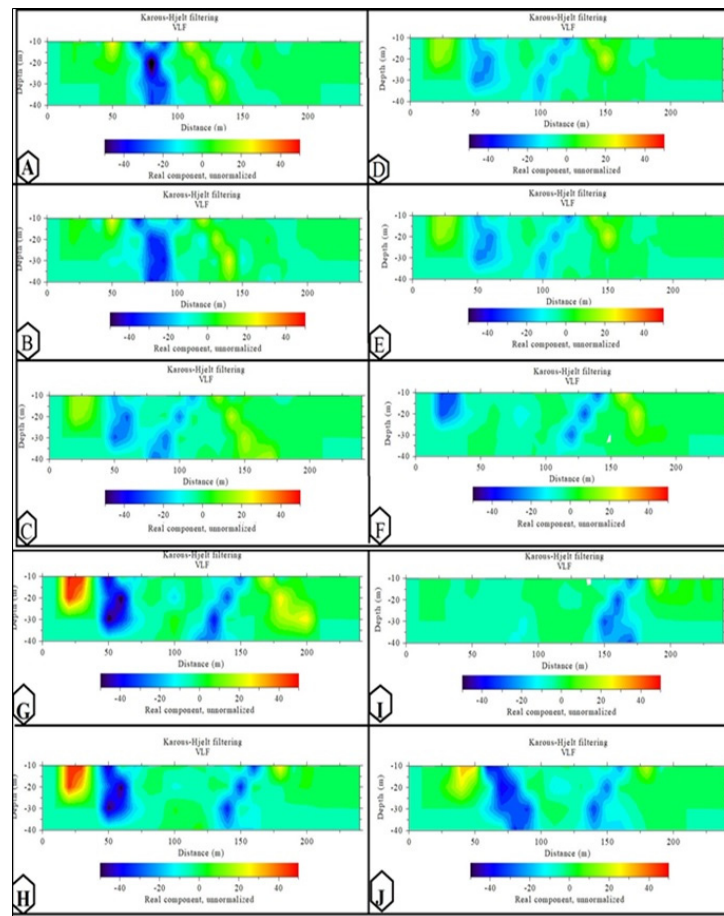 Karous-Hjelt filtering
VLF
Depth (m)
-10
-20
-30
-40
0 50 100 150 200
Distance (m)
-40 -20 0 20 40
Real component, unnormalized
A
Karous-Hjelt filtering
VLF
Depth (m)
-10
-20
-30
-40
0 50 100 150 200
Distance (m)
-40 -20 0 20 40
Real component, unnormalized
D
Karous-Hjelt filtering
VLF
Depth (m)
-10
-20
-30
-40
0 50 100 150 200
Distance (m)
-40 -20 0 20 40
Real component, unnormalized
B
Karous-Hjelt filtering
VLF
Depth (m)
-10
-20
-30
-40
0 50 100 150 200
Distance (m)
-40 -20 0 20 40
Real component, unnormalized
E
Karous-Hjelt filtering
VLF
Depth (m)
-10
-20
-30
-40
0 50 100 150 200
Distance (m)
-40 -20 0 20 40
Real component, unnormalized
C
Karous-Hjelt filtering
VLF
Depth (m)
-10
-20
-30
-40
0 50 100 150 200
Distance (m)
-40 -20 0 20 40
Real component, unnormalized
F
Karous-Hjelt filtering
VLF
Depth (m)
-10
-20
-30
-40
0 50 100 150 200
Distance (m)
-40 -20 0 20 40
Real component, unnormalized
G
Karous-Hjelt filtering
VLF
Depth (m)
-10
-20
-30
-40
0 50 100 150 200
Distance (m)
-40 -20 0 20 40
Real component, unnormalized
I
Karous-Hjelt filtering
VLF
Depth (m)
-10
-20
-30
-40
0 50 100 150 200
Distance (m)
-40 -20 0 20 40
Real component, unnormalized
H
Karous-Hjelt filtering
VLF
Depth (m)
-10
-20
-30
-40
0 50 100 150 200
Distance (m)
-40 -20 0 20 40
Real component, unnormalized
J